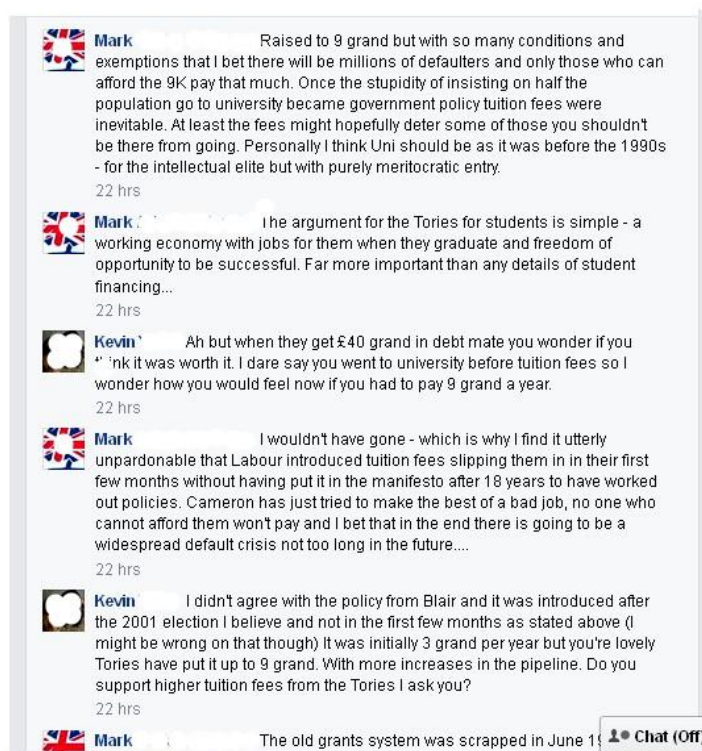 Mark Raised to 9 grand but with so many conditions and
exemptions that I bet there will be millions of defaulters and only those who can
afford the 9K pay that much. Once the stupidity of insisting on half the
population go to university became government policy tuition fees were
inevitable. At least the fees might hopefully deter some of those you shouldn't
be there from going. Personally I think Uni should be as it was before the 1990s
- for the intellectual elite but with purely meritocratic entry.
22 hrs
Mark The argument for the Tories for students is simple - a
working economy with jobs for them when they graduate and freedom of
opportunity to be successful. Far more important than any details of student
financing...
22 hrs
Kevin Ah but when they get £40 grand in debt mate you wonder if you
it was worth it. I dare say you went to university before tuition fees so I
wonder how you would feel now if you had to pay 9 grand a year.
22 hrs
Mark I wouldn't have gone - which is why I find it utterly
unpardonable that Labour introduced tuition fees slipping them in in their first
few months without having put it in the manifesto after 18 years to have worked
out policies. Cameron has just tried to make the best of a bad job, no one who
cannot afford them won't pay and I bet that in the end there is going to be a
widespread default crisis not too long in the future....
22 hrs
Kevin I didn't agree with the policy from Blair and it was introduced after
the 2001 election I believe and not in the first few months as stated above (I
might be wrong on that though) It was initially 3 grand per year but you're lovely
Tories have put it up to 9 grand. With more increases in the pipeline. Do you
support higher tuition fees from the Tories I ask you?
22 hrs
Mark The old grants system was scrapped in June
Chat (Off)